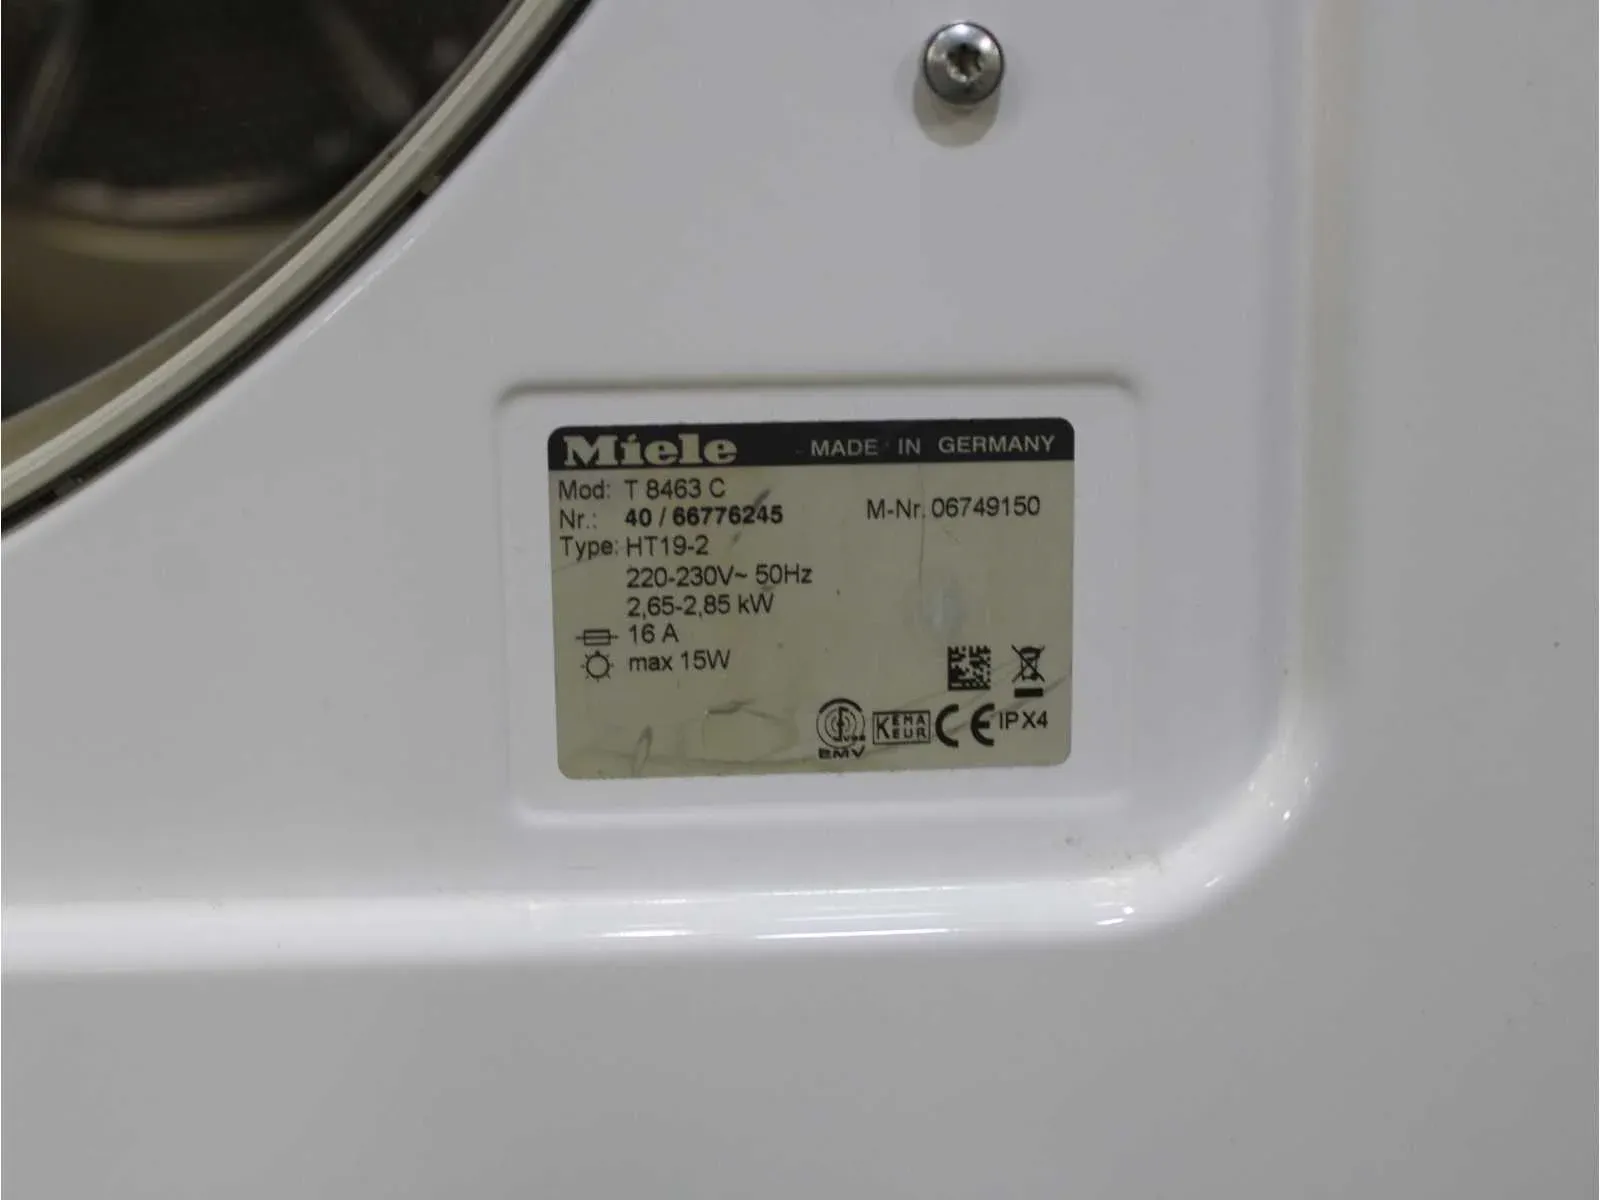 Miele MADE IN GERMANY
Mod: T 8463 C
Nr.: 40 / 66776245 M-Nr. 06749150
Type: HT19-2
220-230V~ 50Hz
2,65-2,85 kW
16 A
max 15W
VDE
EMV
KEMA
KEUR
CE IPX4